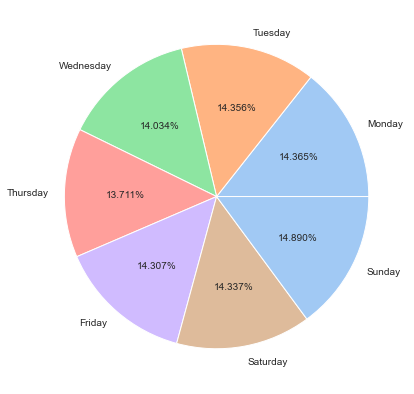 Tuesday
Wednesday
14.356%
Monday
14.034%
14.365%
Thursday
13.711%
14.890%
14.307%
Sunday
14.337%
Friday
Saturday